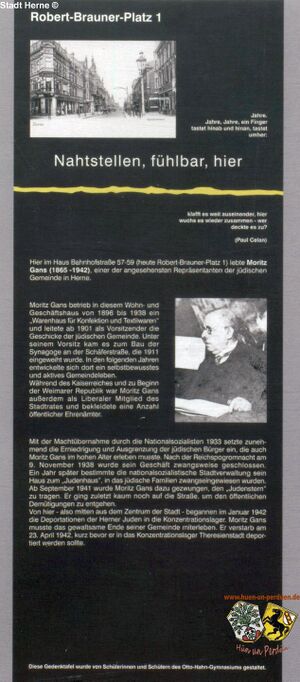 Stadt Herne ©
Robert-Brauner-Platz 1
Jahre.
Jahre, Jahre, ein Finger
tastet hinab und hinan, tastet
umher:
Nahtstellen, fühlbar, hier
klafft es weit auseinander, hier
wuchs es wieder zusammen - wer
deckte es zu?
(Paul Celan)
Hier im Haus Bahnhofstraße 57-59 (heute Robert-Brauner-Platz 1) lebte Moritz
Gans (1865 -1942), einer der angesehensten Repräsentanten der jüdischen
Gemeinde in Herne.
Moritz Gans betrieb in diesem Wohn- und
Geschäftshaus von 1896 bis 1938 ein
„Warenhaus für Konfektion und Textilwaren"
und leitete ab 1901 als Vorsitzender die
Geschicke der jüdischen Gemeinde. Unter
seinem Vorsitz kam es zum Bau der
Synagoge an der Schäferstraße, die 1911
eingeweiht wurde. In den folgenden Jahren
entwickelte sich dort ein selbstbewusstes
und aktives Gemeindeleben.
Während des Kaiserreiches und zu Beginn
der Weimarer Republik war Moritz Gans
außerdem als Liberaler Mitglied des
Stadtrates und bekleidete eine Anzahl
öffentlicher Ehrenämter.
Mit der Machtübernahme durch die Nationalsozialisten 1933 setzte zuneh-
mend die Erniedrigung und Ausgrenzung der jüdischen Bürger ein, die auch
Moritz Gans im hohen Alter erleben musste. Nach der Reichspogromnacht am
9. November 1938 wurde sein Geschäft zwangsweise geschlossen.
Ein Jahr später bestimmte die nationalsozialistische Stadtverwaltung sein
Haus zum „Judenhaus", in das jüdische Familien zwangseingewiesen wurden.
Ab September 1941 wurde Moritz Gans dazu gezwungen, den „Judenstern"
zu tragen. Er ging zuletzt kaum noch auf die Straße, um den öffentlichen
Demütigungen zu entgehen.
Von hier - also mitten aus dem Zentrum der Stadt - begannen im Januar 1942
die Deportationen der Herner Juden in die Konzentrationslager. Moritz Gans
musste das gewaltsame Ende seiner Gemeinde miterleben. Er verstarb am
23. April 1942, kurz bevor er in das Konzentrationslager Theresienstadt depor-
tiert werden sollte.
www.huen-un-perdeen.de
Hün un Perdeen
Diese Gedenktafel wurde von Schülerinnen und Schülern des Otto-Hahn-Gymnasiums gestaltet.